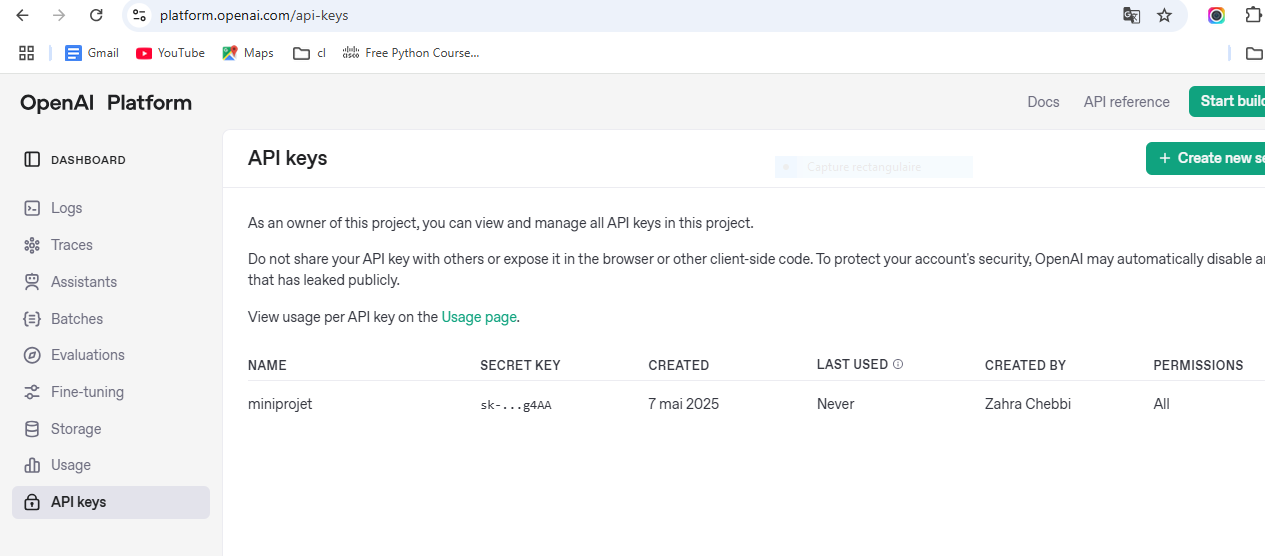 platform.openai.com/api-keys
Gmail YouTube Maps cl Free Python Course...
OpenAI Platform
Docs API reference Start buil
DASHBOARD
Logs
Traces
Assistants
Batches
Evaluations
Fine-tuning
Storage
Usage
API keys
API keys
Capture rectangulaire
+ Create new se
As an owner of this project, you can view and manage all API keys in this project.
Do not share your API key with others or expose it in the browser or other client-side code. To protect your account's security, OpenAI may automatically disable
that has leaked publicly.
View usage per API key on the Usage page.
NAME SECRET KEY CREATED LAST USED CREATED BY PERMISSIONS
miniprojet sk-...g4AA 7 mai 2025 Never Zahra Chebbi All